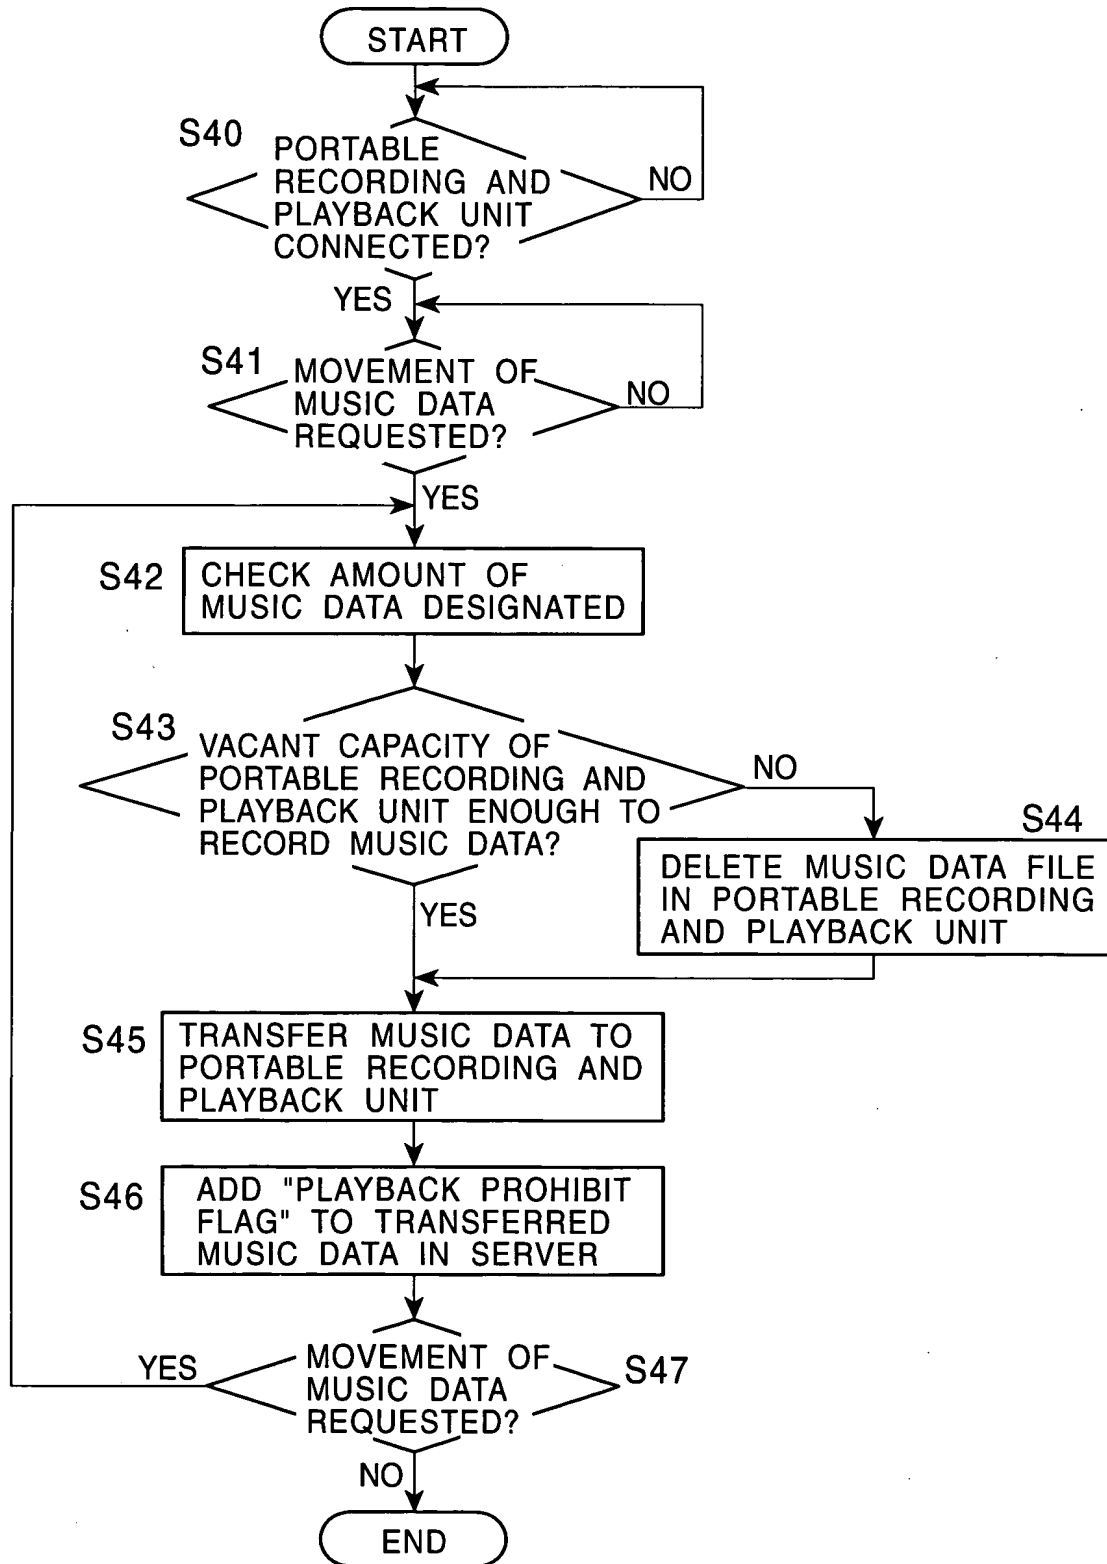 START
S40
PORTABLE
RECORDING AND
PLAYBACK UNIT
CONNECTED?
NO
YES
S41
MOVEMENT OF
MUSIC DATA
REQUESTED?
NO
YES
S42
CHECK AMOUNT OF
MUSIC DATA DESIGNATED
S43
VACANT CAPACITY OF
PORTABLE RECORDING AND
PLAYBACK UNIT ENOUGH TO
RECORD MUSIC DATA?
NO
YES
S44
DELETE MUSIC DATA FILE
IN PORTABLE RECORDING
AND PLAYBACK UNIT
S45
TRANSFER MUSIC DATA TO
PORTABLE RECORDING AND
PLAYBACK UNIT
S46
ADD "PLAYBACK PROHIBIT
FLAG" TO TRANSFERRED
MUSIC DATA IN SERVER
YES
MOVEMENT OF
MUSIC DATA
REQUESTED?
S47
NO
END